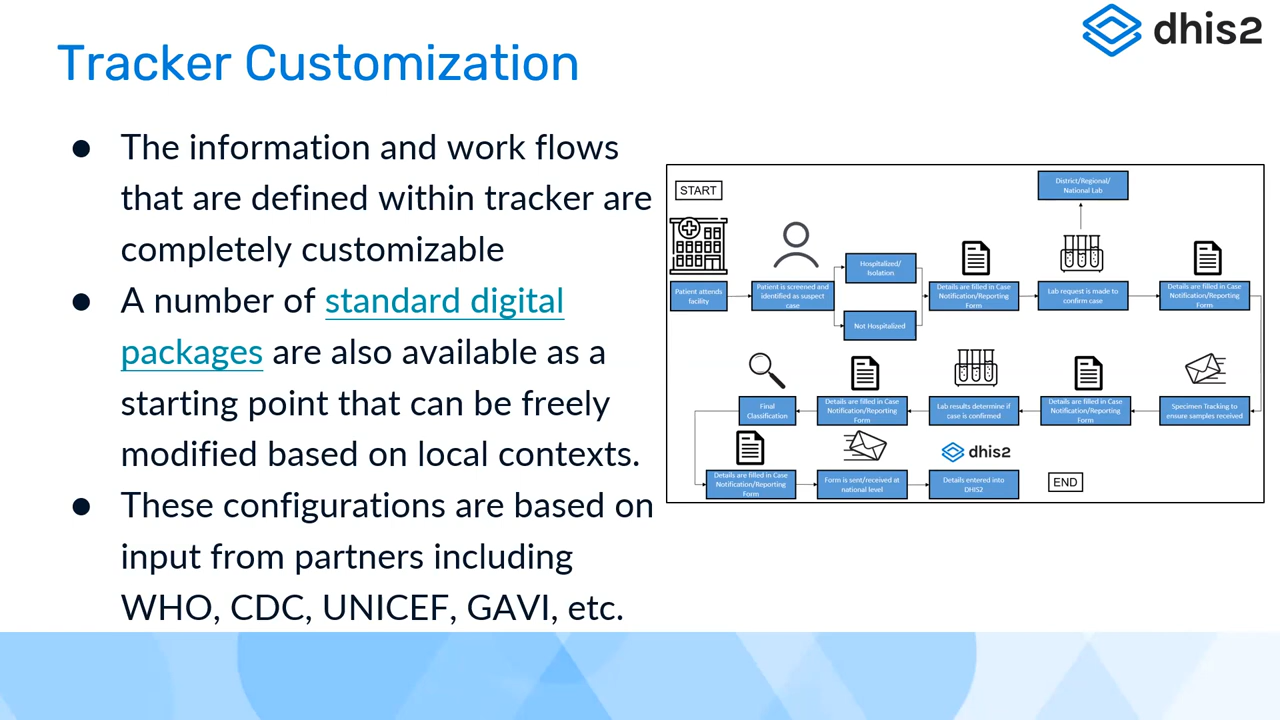 dhis2
Tracker Customization
● The information and work flows
that are defined within tracker are
completely customizable
● A number of standard digital
packages are also available as a
starting point that can be freely
modified based on local contexts.
● These configurations are based on
input from partners including
WHO, CDC, UNICEF, GAVI, etc.
START
District/Regional/
National Lab
Patient attends
facility
Patient is screened and
identified as suspect
case
Hospitalized/
Isolation
Not Hospitalized
Details are filled in Case
Notification/Reporting
Form
Lab request is made to
confirm case
Details are filled in Case
Notification/Reporting
Form
Specimen Tracking to
ensure samples received
Details are filled in Case
Notification/Reporting
Form
Lab results determine if
case is confirmed
Details are filled in Case
Notification/Reporting
Form
Final
Classification
Details are filled in Case
Notification/Reporting
Form
Form is sent/received at
national level
dhis2
Details entered into
DHIS2
END